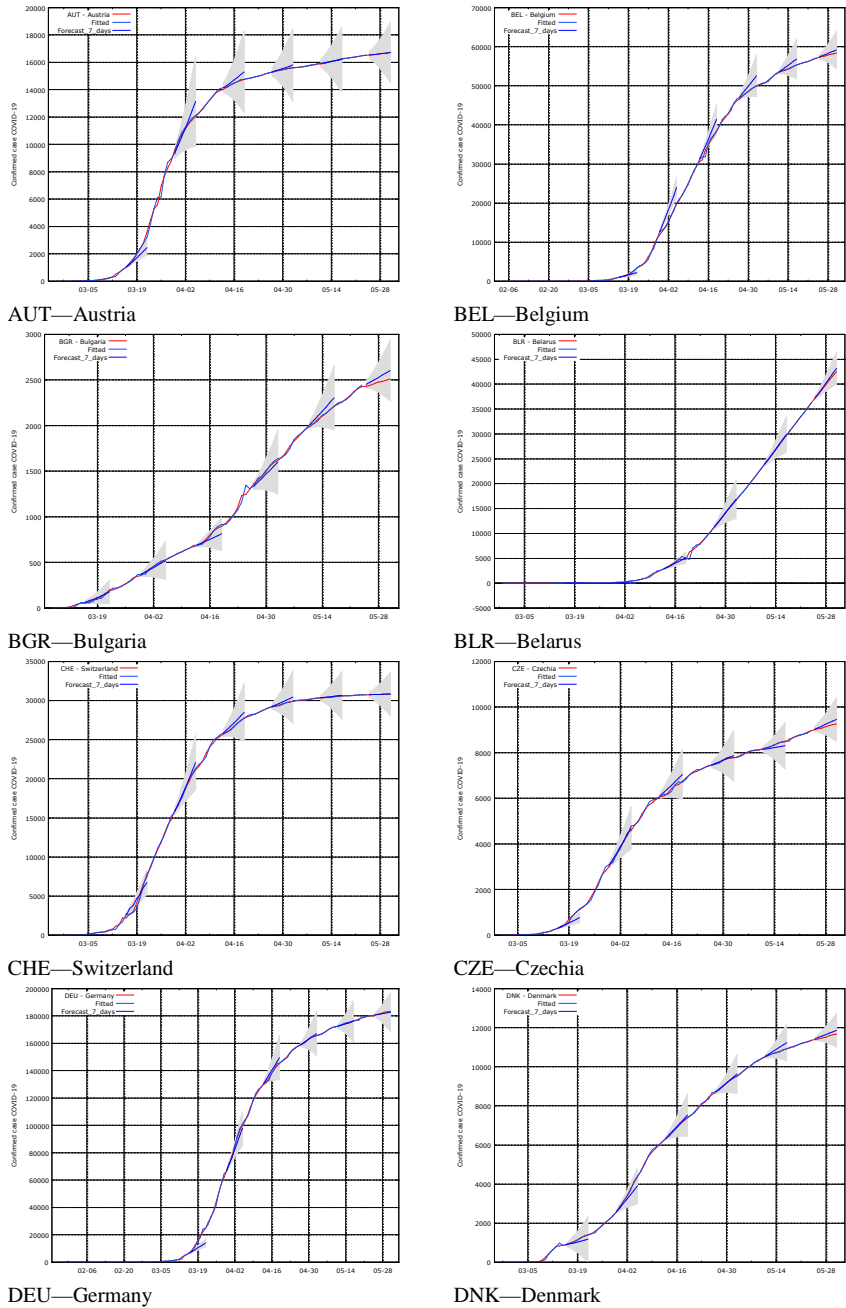 AUT - Austria
Fitted
Forecast_7_days
Confirmed case COVID-19
20000
18000
16000
14000
12000
10000
8000
6000
4000
2000
0
03-05 03-19 04-02 04-16 04-30 05-14 05-28
AUT—Austria
BEL - Belgium
Fitted
Forecast_7_days
Confirmed case COVID-19
70000
60000
50000
40000
30000
20000
10000
0
02-06 02-20 03-05 03-19 04-02 04-16 04-30 05-14 05-28
BEL—Belgium
BGR - Bulgaria
Fitted
Forecast_7_days
Confirmed case COVID-19
3000
2500
2000
1500
1000
500
0
03-19 04-02 04-16 04-30 05-14 05-28
BGR—Bulgaria
BLR - Belarus
Fitted
Forecast_7_days
Confirmed case COVID-19
50000
45000
40000
35000
30000
25000
20000
15000
10000
5000
0
-5000
03-05 03-19 04-02 04-16 04-30 05-14 05-28
BLR—Belarus
CHE - Switzerland
Fitted
Forecast_7_days
Confirmed case COVID-19
35000
30000
25000
20000
15000
10000
5000
0
03-05 03-19 04-02 04-16 04-30 05-14 05-28
CHE—Switzerland
CZE - Czechia
Fitted
Forecast_7_days
Confirmed case COVID-19
12000
10000
8000
6000
4000
2000
0
03-05 03-19 04-02 04-16 04-30 05-14 05-28
CZE—Czechia
DEU - Germany
Fitted
Forecast_7_days
Confirmed case COVID-19
200000
180000
160000
140000
120000
100000
80000
60000
40000
20000
0
02-06 02-20 03-05 03-19 04-02 04-16 04-30 05-14 05-28
DEU—Germany
DNK - Denmark
Fitted
Forecast_7_days
Confirmed case COVID-19
14000
12000
10000
8000
6000
4000
2000
0
03-05 03-19 04-02 04-16 04-30 05-14 05-28
DNK—Denmark